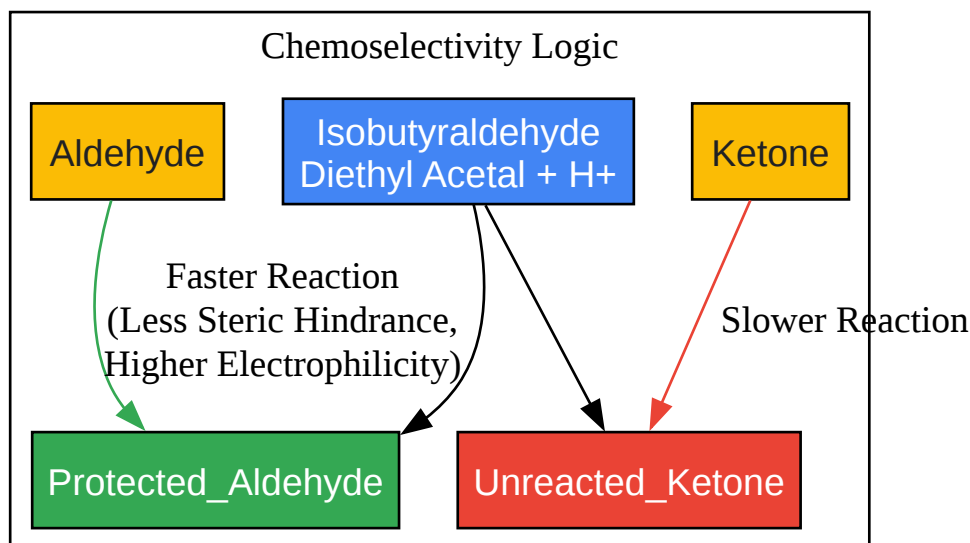 Chemoselectivity Logic
Aldehyde
Isobutyraldehyde
Diethyl Acetal + H+
Ketone
Faster Reaction
(Less Steric Hindrance,
Higher Electrophilicity)
Slower Reaction
Protected_Aldehyde
Unreacted_Ketone